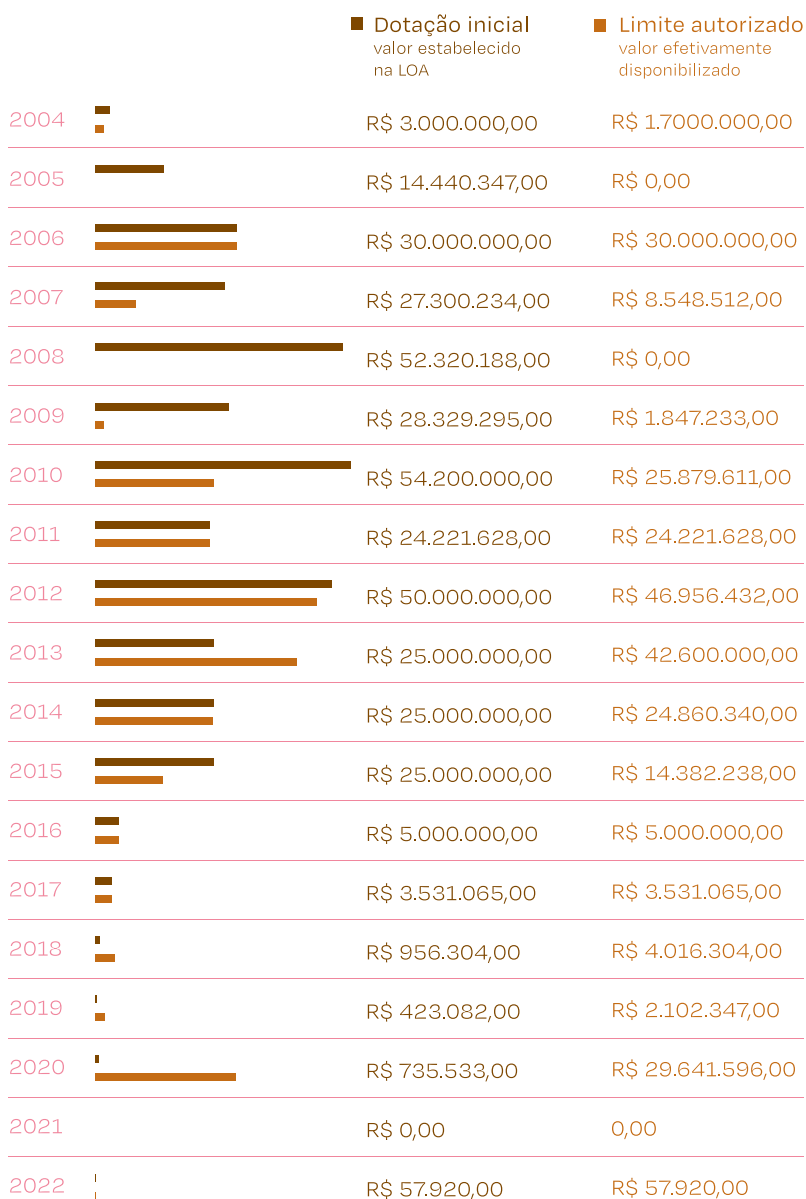 Dotação inicial
valor estabelecido
na LOA
Limite autorizado
valor efetivamente
disponibilizado
2004 R$ 3.000.000,00 R$ 1.7000.000,00
2005 R$ 14.440.347,00 R$ 0,00
2006 R$ 30.000.000,00 R$ 30.000.000,00
2007 R$ 27.300.234,00 R$ 8.548.512,00
2008 R$ 52.320.188,00 R$ 0,00
2009 R$ 28.329.295,00 R$ 1.847.233,00
2010 R$ 54.200.000,00 R$ 25.879.611,00
2011 R$ 24.221.628,00 R$ 24.221.628,00
2012 R$ 50.000.000,00 R$ 46.956.432,00
2013 R$ 25.000.000,00 R$ 42.600.000,00
2014 R$ 25.000.000,00 R$ 24.860.340,00
2015 R$ 25.000.000,00 R$ 14.382.238,00
2016 R$ 5.000.000,00 R$ 5.000.000,00
2017 R$ 3.531.065,00 R$ 3.531.065,00
2018 R$ 956.304,00 R$ 4.016.304,00
2019 R$ 423.082,00 R$ 2.102.347,00
2020 R$ 735.533,00 R$ 29.641.596,00
2021 R$ 0,00 0,00
2022 R$ 57.920,00 R$ 57.920,00